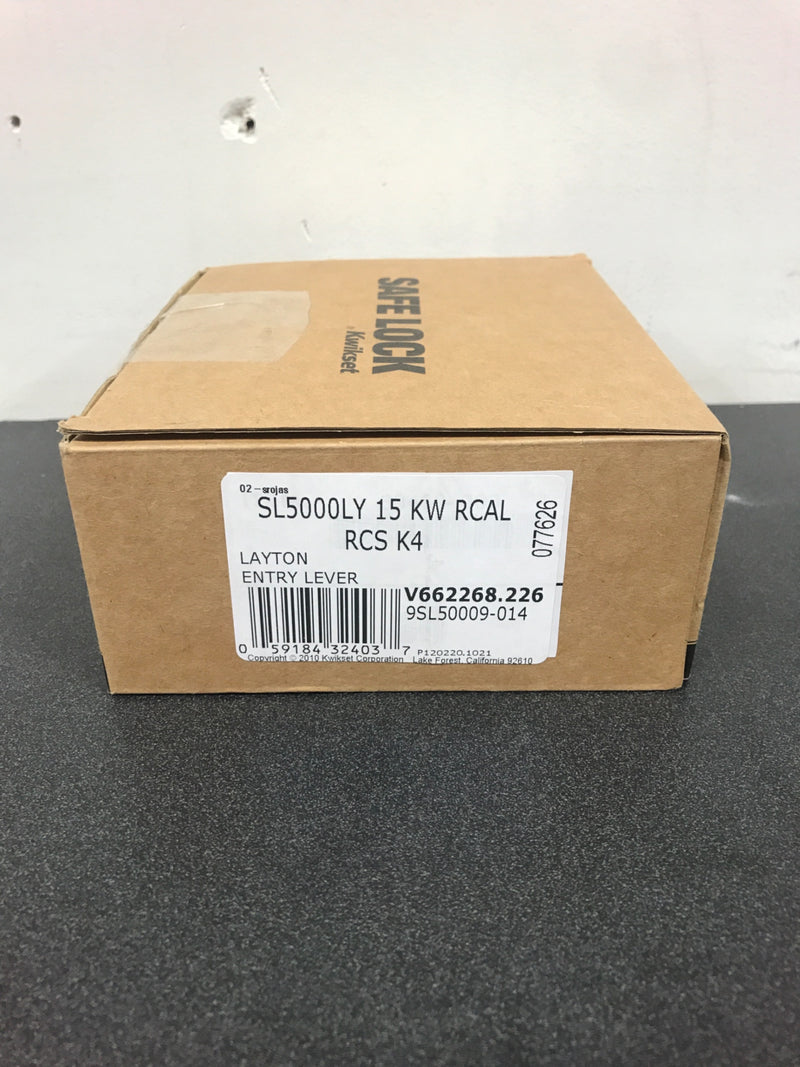 SAFE LOCK
by Kwikset
02-srojas
SL5000LY 15 KW RCAL
RCS K4
077626
LAYTON
ENTRY LEVER
V662268.226
9SL50009-014
0 59184 32403 7
P120220.1021
Copyright © 2010 Kwikset Corporation Lake Forest, California 92610